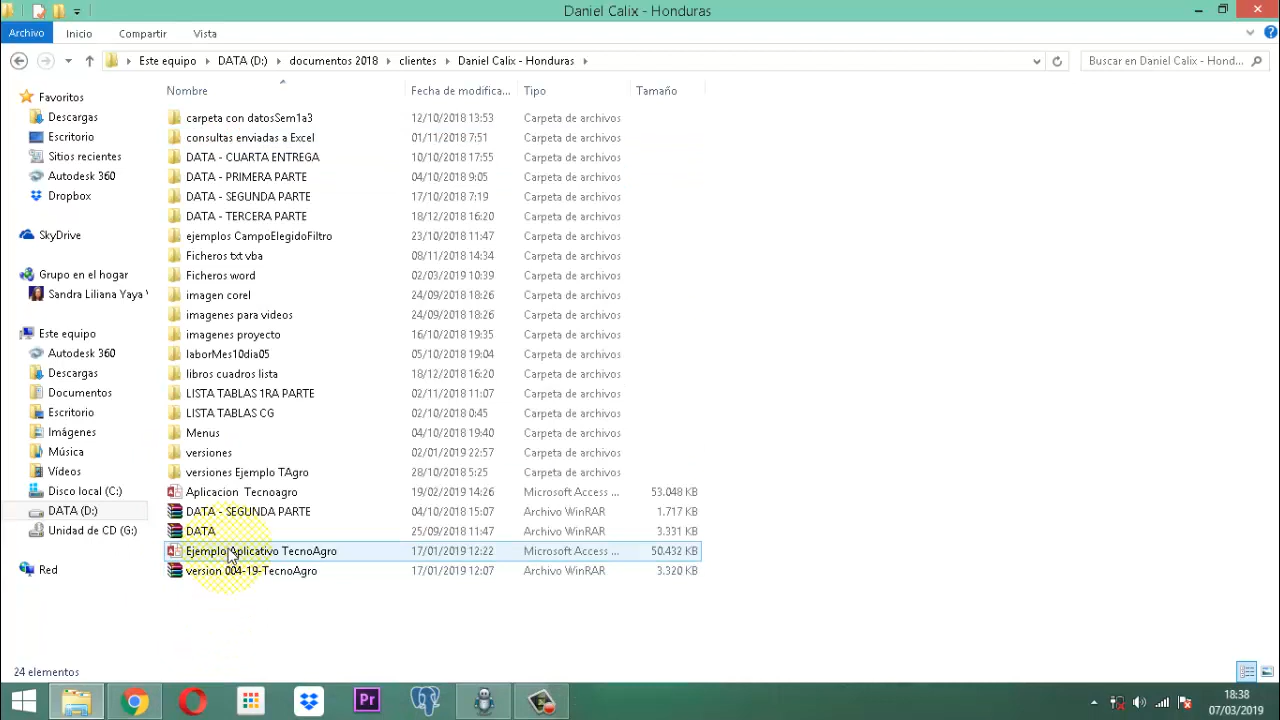 Daniel Calix - Honduras
Archivo Inicio Compartir Vista
Este equipo DATA (D:) documentos 2018 clientes Daniel Calix - Honduras Buscar en Daniel Calix - Hond...
Nombre Fecha de modifica... Tipo Tamaño
Favoritos
Descargas
Escritorio
Sitios recientes
Autodesk 360
Dropbox
SkyDrive
Grupo en el hogar
Sandra Liliana Yaya
Este equipo
Autodesk 360
Descargas
Documentos
Escritorio
Imágenes
Música
Vídeos
Disco local (C:)
DATA (D:)
Unidad de CD (G:)
Red
carpeta con datosSem1a3 12/10/2018 13:53 Carpeta de archivos
consultas enviadas a Excel 01/11/2018 7:51 Carpeta de archivos
DATA - CUARTA ENTREGA 10/10/2018 17:55 Carpeta de archivos
DATA - PRIMERA PARTE 04/10/2018 9:05 Carpeta de archivos
DATA - SEGUNDA PARTE 17/10/2018 7:19 Carpeta de archivos
DATA - TERCERA PARTE 18/12/2018 16:20 Carpeta de archivos
ejemplos CampoElegidoFiltro 23/10/2018 11:47 Carpeta de archivos
Ficheros txt vba 08/11/2018 14:34 Carpeta de archivos
Ficheros word 02/03/2019 10:39 Carpeta de archivos
imagen corel 24/09/2018 18:26 Carpeta de archivos
imagenes para videos 24/09/2018 18:26 Carpeta de archivos
imagenes proyecto 16/10/2018 19:35 Carpeta de archivos
laborMes10dia05 05/10/2018 19:04 Carpeta de archivos
libros cuadros lista 18/12/2018 16:20 Carpeta de archivos
LISTA TABLAS 1RA PARTE 02/11/2018 11:07 Carpeta de archivos
LISTA TABLAS CG 02/10/2018 0:45 Carpeta de archivos
Menus 04/10/2018 19:40 Carpeta de archivos
versiones 02/01/2019 22:57 Carpeta de archivos
versiones Ejemplo TAgro 28/10/2018 5:25 Carpeta de archivos
Aplicacion Tecnoagro 19/02/2019 14:26 Microsoft Access ... 53.048 KB
DATA - SEGUNDA PARTE 04/10/2018 15:07 Archivo WinRAR 1.717 KB
DATA 25/09/2018 11:47 Archivo WinRAR 3.331 KB
Ejemplo Aplicativo TecnoAgro 17/01/2019 12:22 Microsoft Access ... 50.432 KB
version 004-19-TecnoAgro 17/01/2019 12:07 Archivo WinRAR 3.320 KB
24 elementos
Pr
18:38
07/03/2019